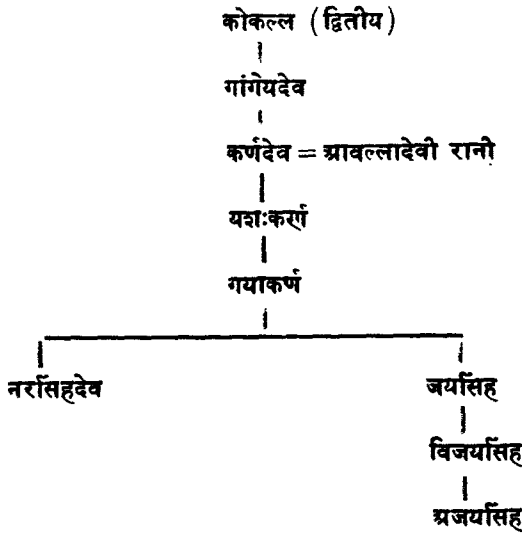 कोकल्ल (द्वितीय)
गांगेयदेव
कर्णदेव = आवल्लादेवी रानी
यशःकर्ण
गयाकर्ण
नरसिंहदेव जयसिंह
विजयसिंह
अजयसिंह